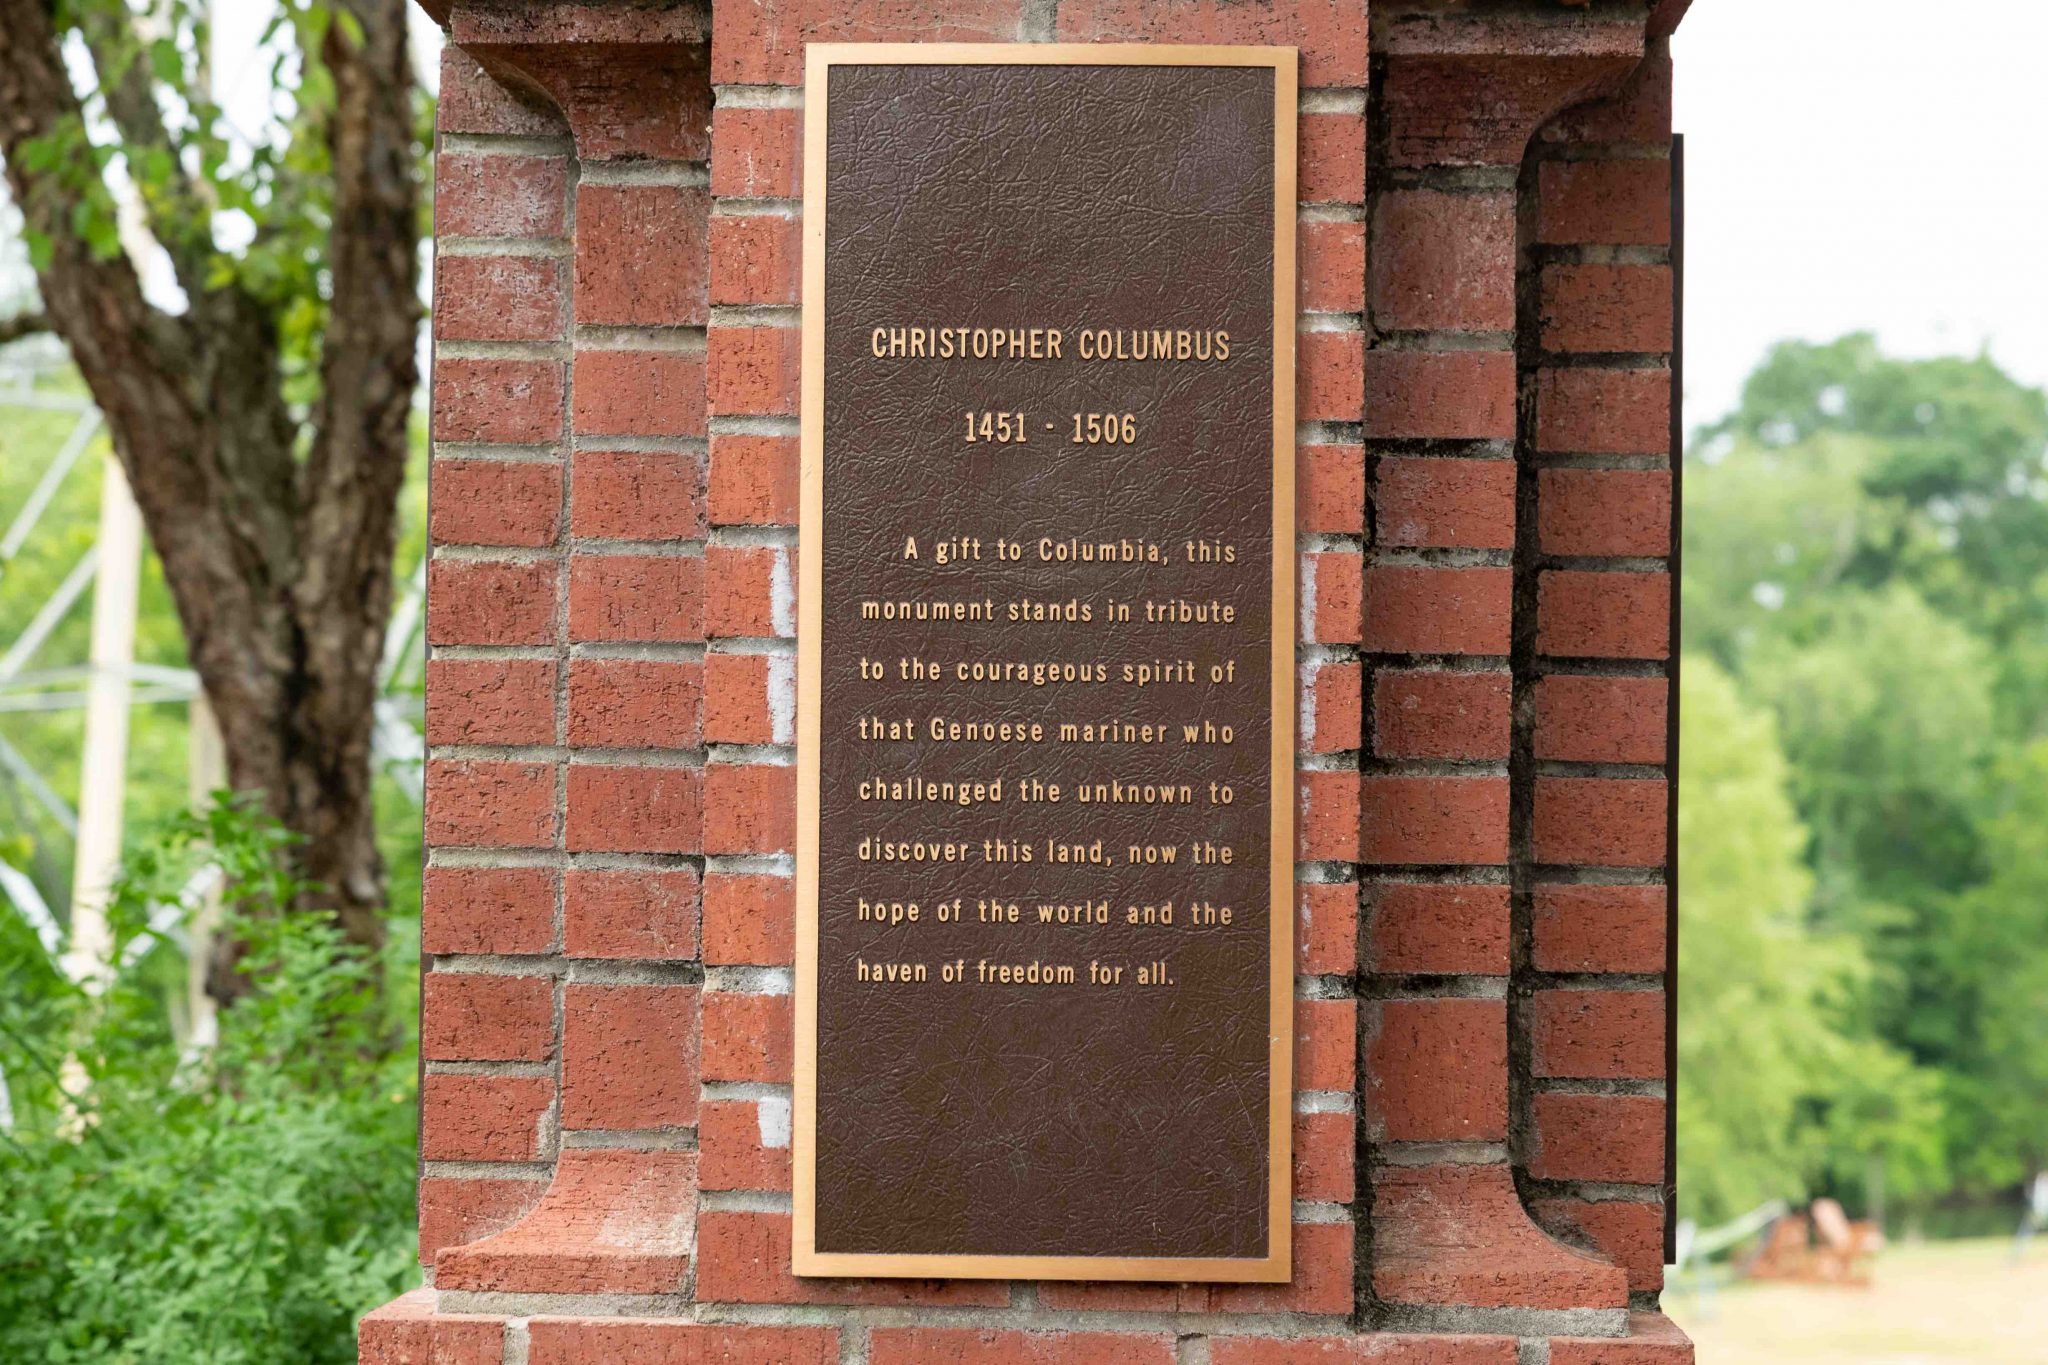 CHRISTOPHER COLUMBUS
1451 - 1506
A gift to Columbia, this
monument stands in tribute
to the courageous spirit of
that Genoese mariner who
challenged the unknown to
discover this land, now the
hope of the world and the
haven of freedom for all.